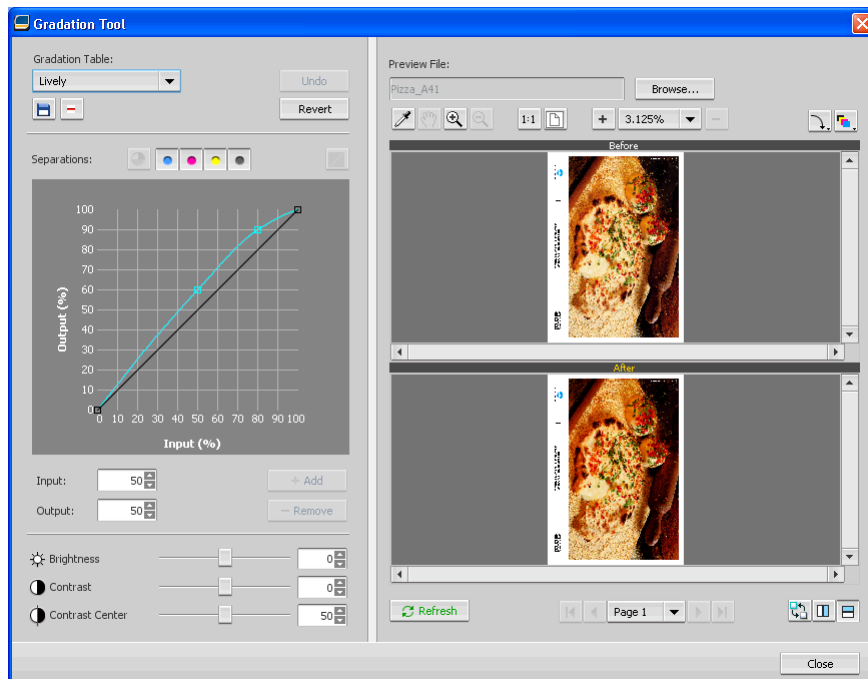 Gradation Tool
Gradation Table:
Lively
Undo
Revert
Separations:
100
90
80
70
60
50
40
30
20
10
0
Output (%)
0 10 20 30 40 50 60 70 80 90 100
Input (%)
Input: 50
+ Add
Output: 50
− Remove
Brightness 0
Contrast 0
Contrast Center 50
Preview File:
Pizza_A41
Browse...
1:1
3.125%
Before
After
Refresh
Page 1
Close